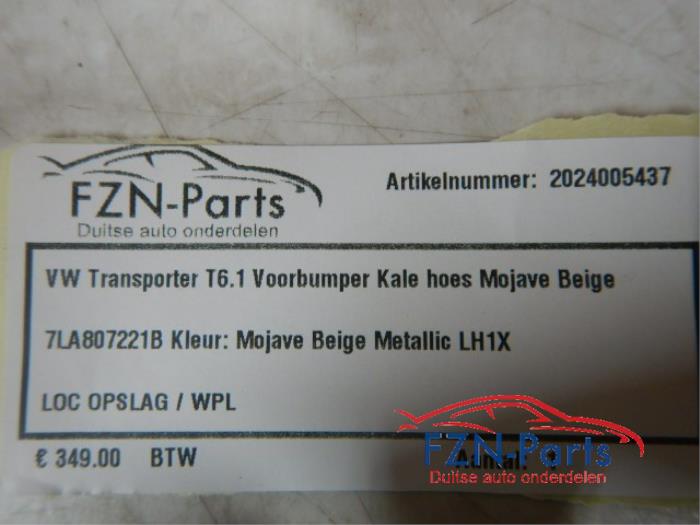 FZN-Parts
Duitse auto onderdelen
Artikelnummer: 2024005437
VW Transporter T6.1 Voorbumper Kale hoes Mojave Beige
7LA807221B Kleur: Mojave Beige Metallic LH1X
LOC OPSLAG / WPL
€ 349.00 BTW
Aantal:
FZN-Parts
Duitse auto onderdelen